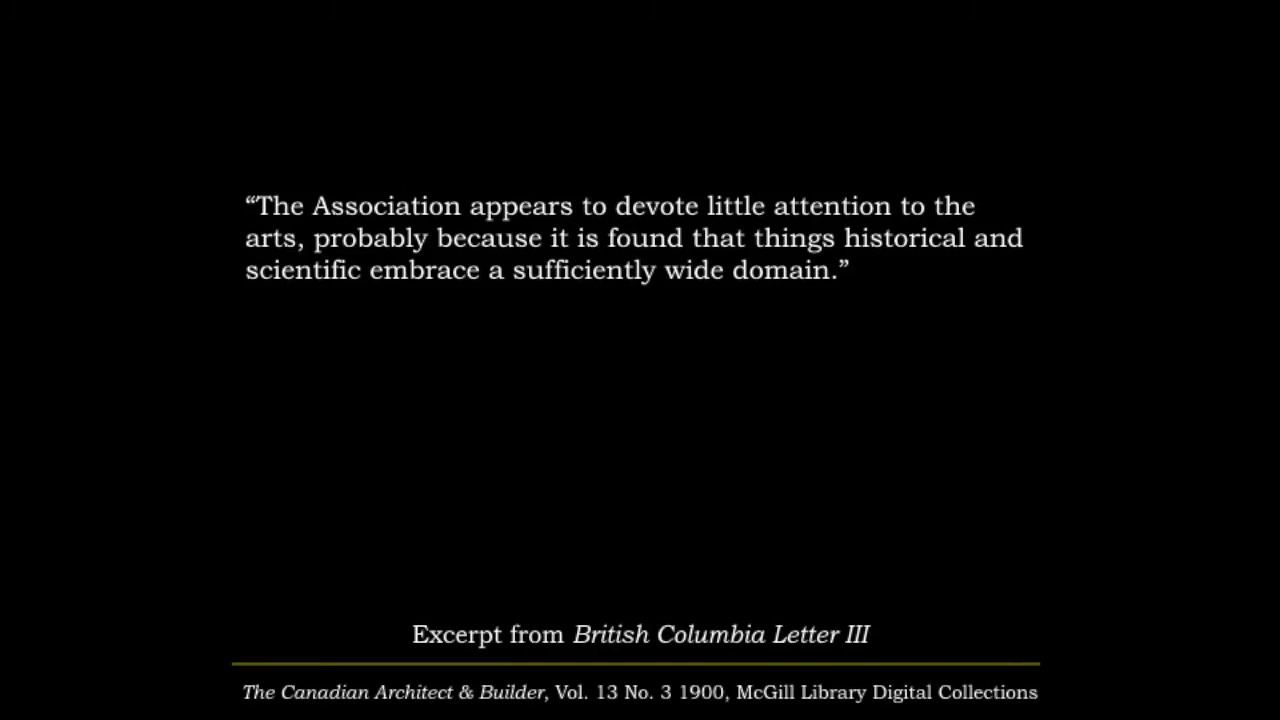 “The Association appears to devote little attention to the
arts, probably because it is found that things historical and
scientific embrace a sufficiently wide domain.”
Excerpt from British Columbia Letter III
The Canadian Architect & Builder, Vol. 13 No. 3 1900, McGill Library Digital Collections